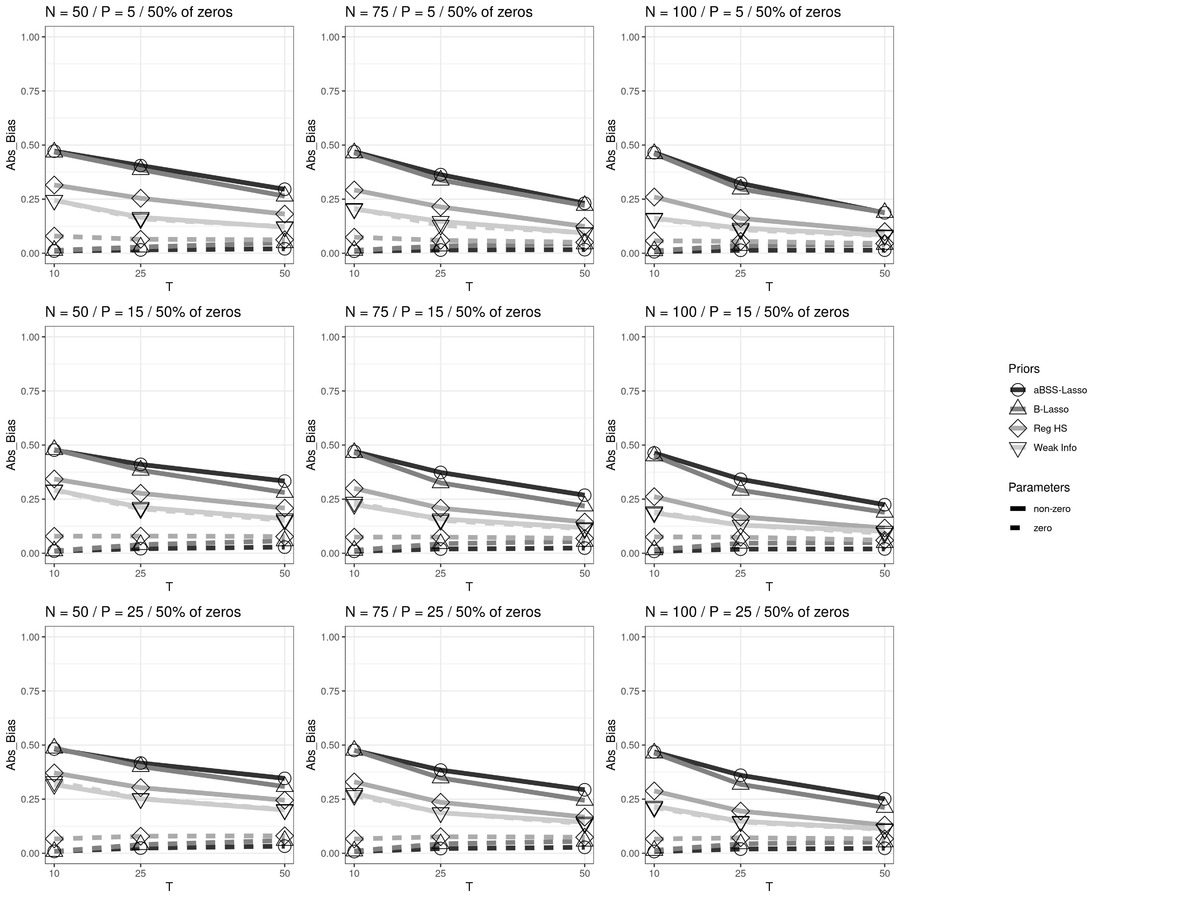 N = 50 / P = 5 / 50% of zeros
N = 75 / P = 5 / 50% of zeros
N = 100 / P = 5 / 50% of zeros
1.00
0.75
0.50
0.25
0.00
Abs_Bias
10
25
50
T
1.00
0.75
0.50
0.25
0.00
Abs_Bias
10
25
50
T
1.00
0.75
0.50
0.25
0.00
Abs_Bias
10
25
50
T
N = 50 / P = 15 / 50% of zeros
N = 75 / P = 15 / 50% of zeros
N = 100 / P = 15 / 50% of zeros
1.00
0.75
0.50
0.25
0.00
Abs_Bias
10
25
50
T
1.00
0.75
0.50
0.25
0.00
Abs_Bias
10
25
50
T
1.00
0.75
0.50
0.25
0.00
Abs_Bias
10
25
50
T
N = 50 / P = 25 / 50% of zeros
N = 75 / P = 25 / 50% of zeros
N = 100 / P = 25 / 50% of zeros
1.00
0.75
0.50
0.25
0.00
Abs_Bias
10
25
50
T
1.00
0.75
0.50
0.25
0.00
Abs_Bias
10
25
50
T
1.00
0.75
0.50
0.25
0.00
Abs_Bias
10
25
50
T
Priors
aBSS-Lasso
B-Lasso
Reg HS
Weak Info
Parameters
non-zero
zero